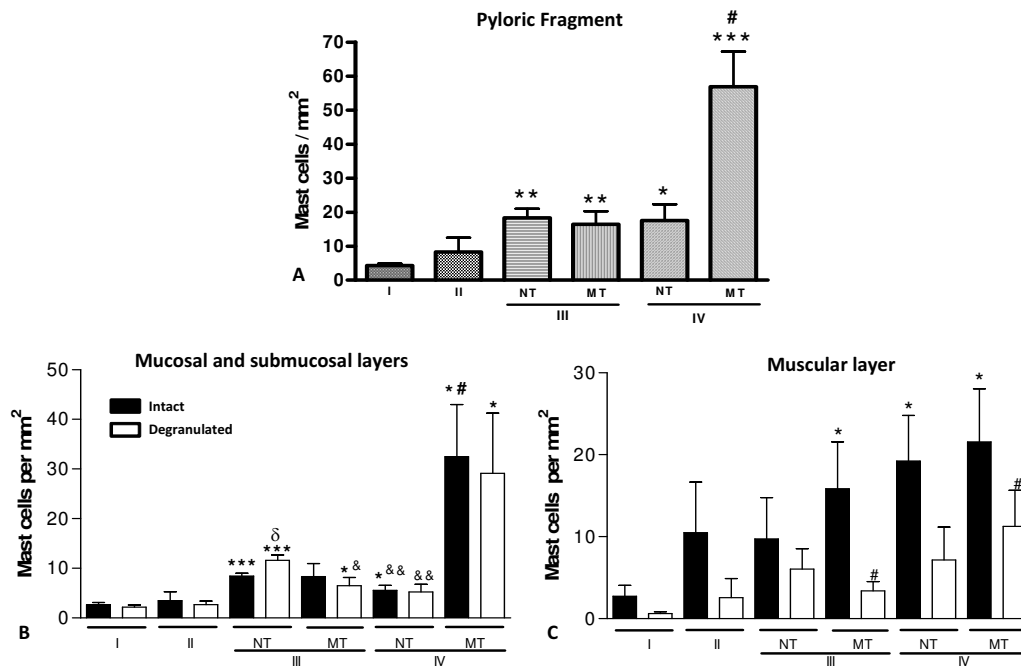 Pyloric Fragment
#
***
70
60
50
40
30
20
10
0
Mast cells / mm2
**
**
*
A
I
II
NT
MT
NT
MT
III
IV
Mucosal and submucosal layers
50
40
30
20
10
0
Mast cells per mm2
Intact
Degranulated
* #
*
δ
***
***
* &
* &&
&&
B
I
II
NT
MT
NT
MT
III
IV
Muscular layer
30
20
10
0
Mast cells per mm2
*
*
*
#
#
C
I
II
NT
MT
NT
MT
III
IV